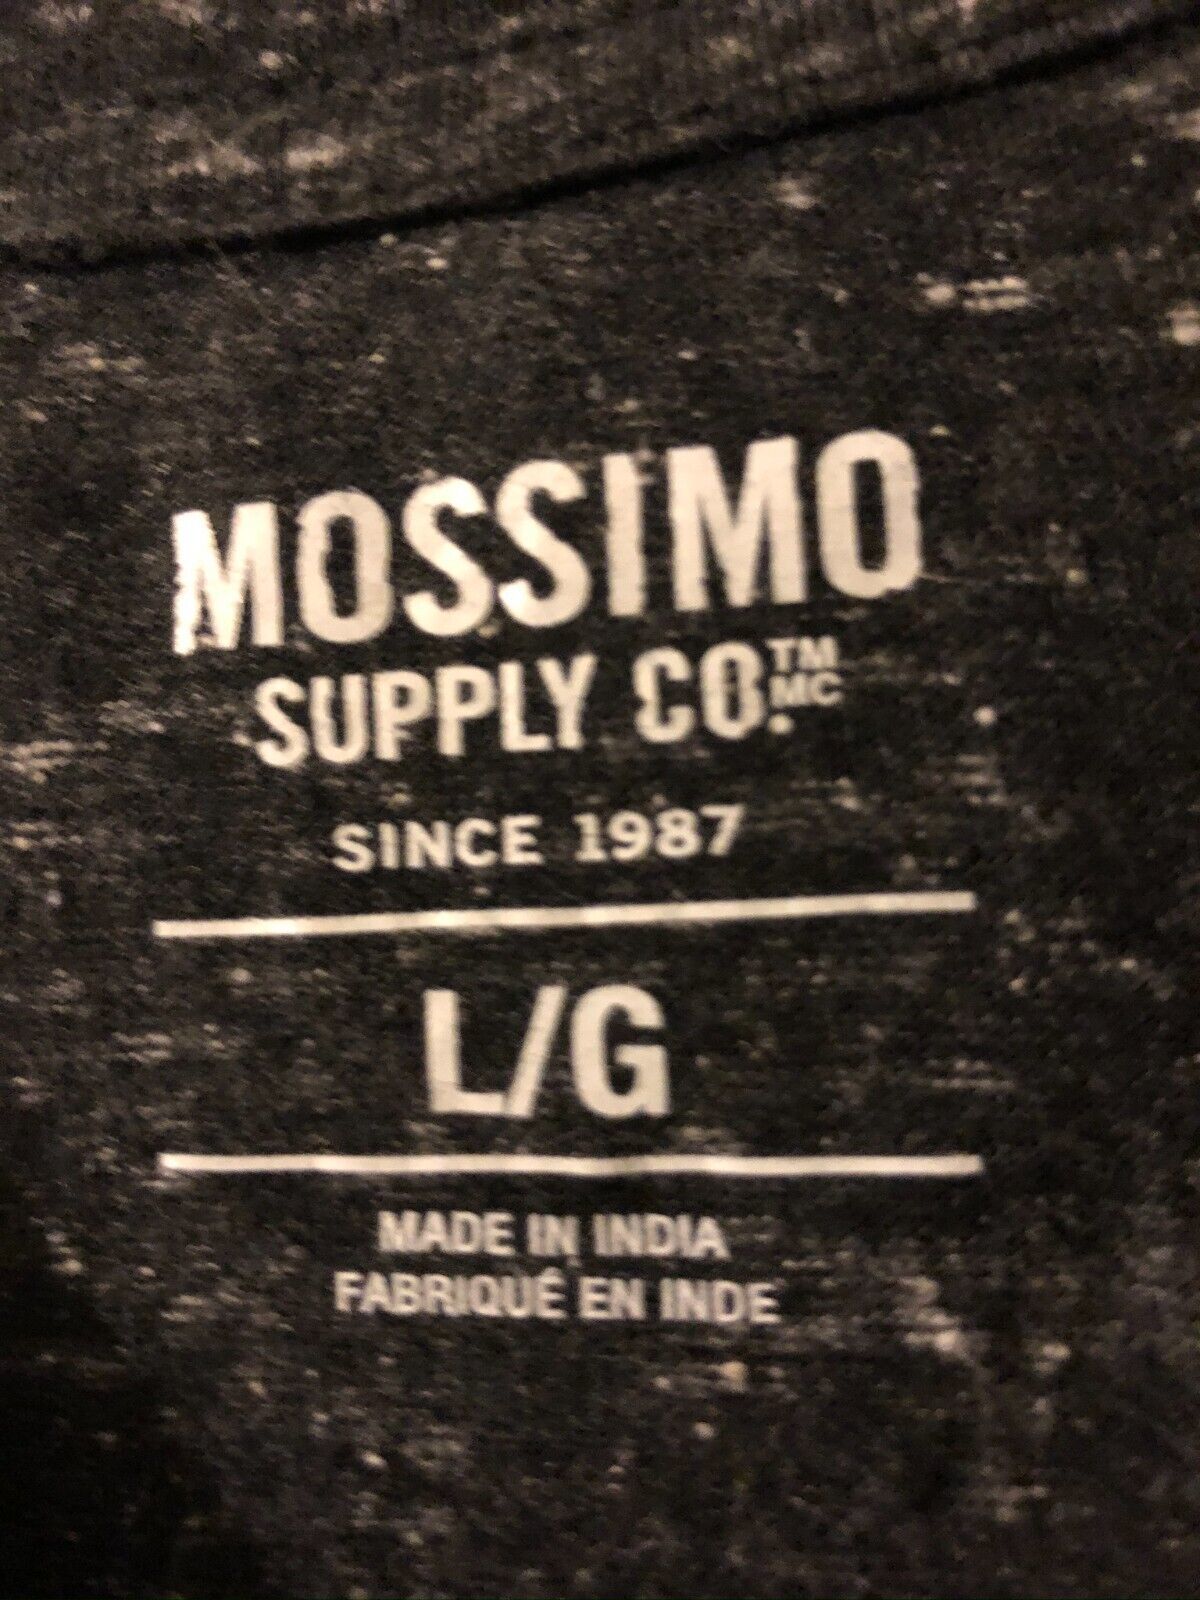 MOSSIMO
SUPPLY CO.™ MC
SINCE 1987
L/G
MADE IN INDIA
FABRIQUÉ EN INDE